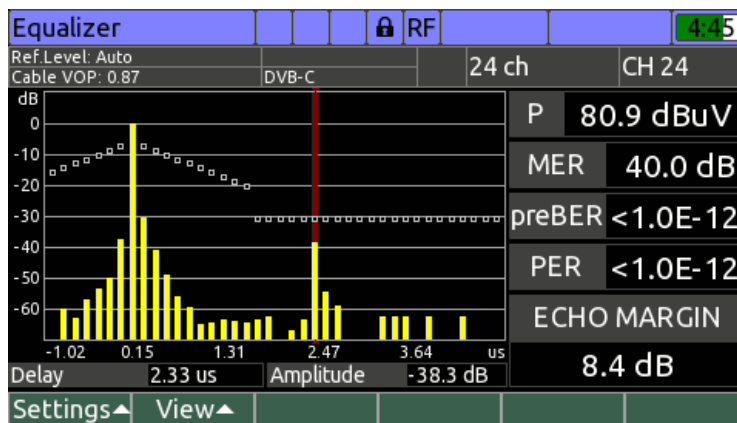 Equalizer RF 4:45
Ref.Level: Auto
Cable VOP: 0.87 DVB-C 24 ch CH 24
dB
0
-10
-20
-30
-40
-50
-60
-1.02 0.15 1.31 2.47 3.64 us
P 80.9 dBuV
MER 40.0 dB
preBER <1.0E-12
PER <1.0E-12
ECHO MARGIN
8.4 dB
Delay 2.33 us Amplitude -38.3 dB
Settings View